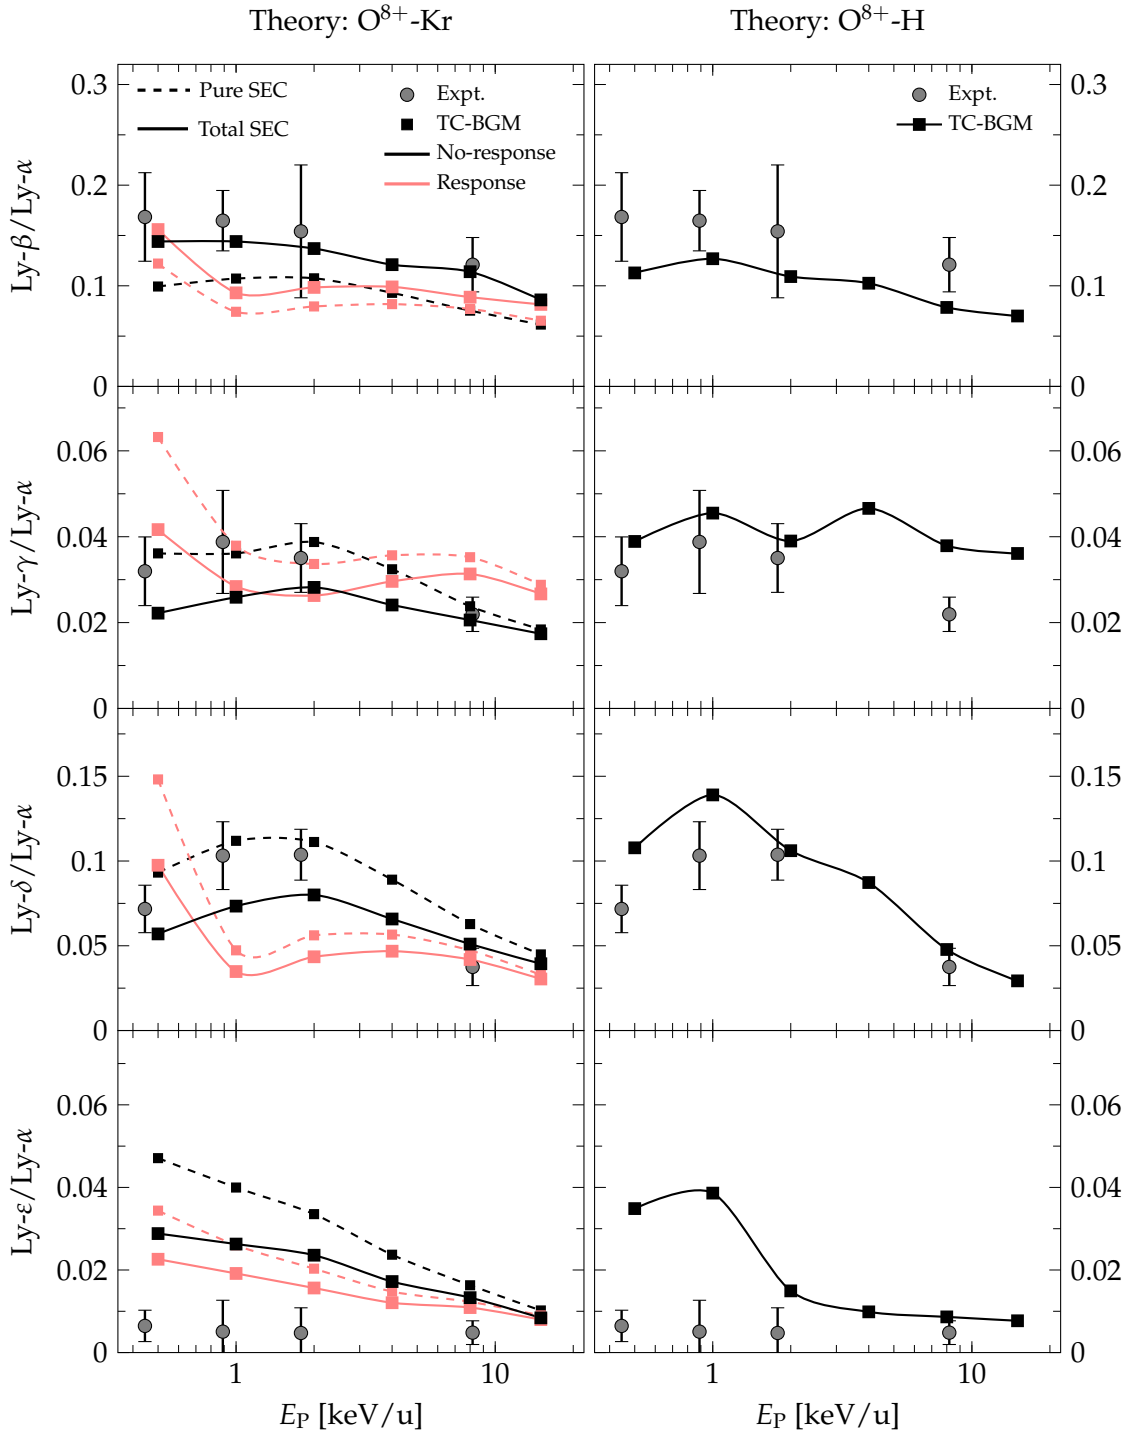 Theory: O⁸⁺-Kr
Theory: O⁸⁺-H
Pure SEC
Total SEC
Expt.
TC-BGM
No-response
Response
Expt.
TC-BGM
Ly-β/Ly-α
0.3
0.2
0.1
0
0.3
0.2
0.1
0
Ly-γ/Ly-α
0.06
0.04
0.02
0
0.06
0.04
0.02
0
Ly-δ/Ly-α
0.15
0.1
0.05
0
0.15
0.1
0.05
0
Ly-ε/Ly-α
0.06
0.04
0.02
0
0.06
0.04
0.02
0
1
10
1
10
E_P [keV/u]
E_P [keV/u]